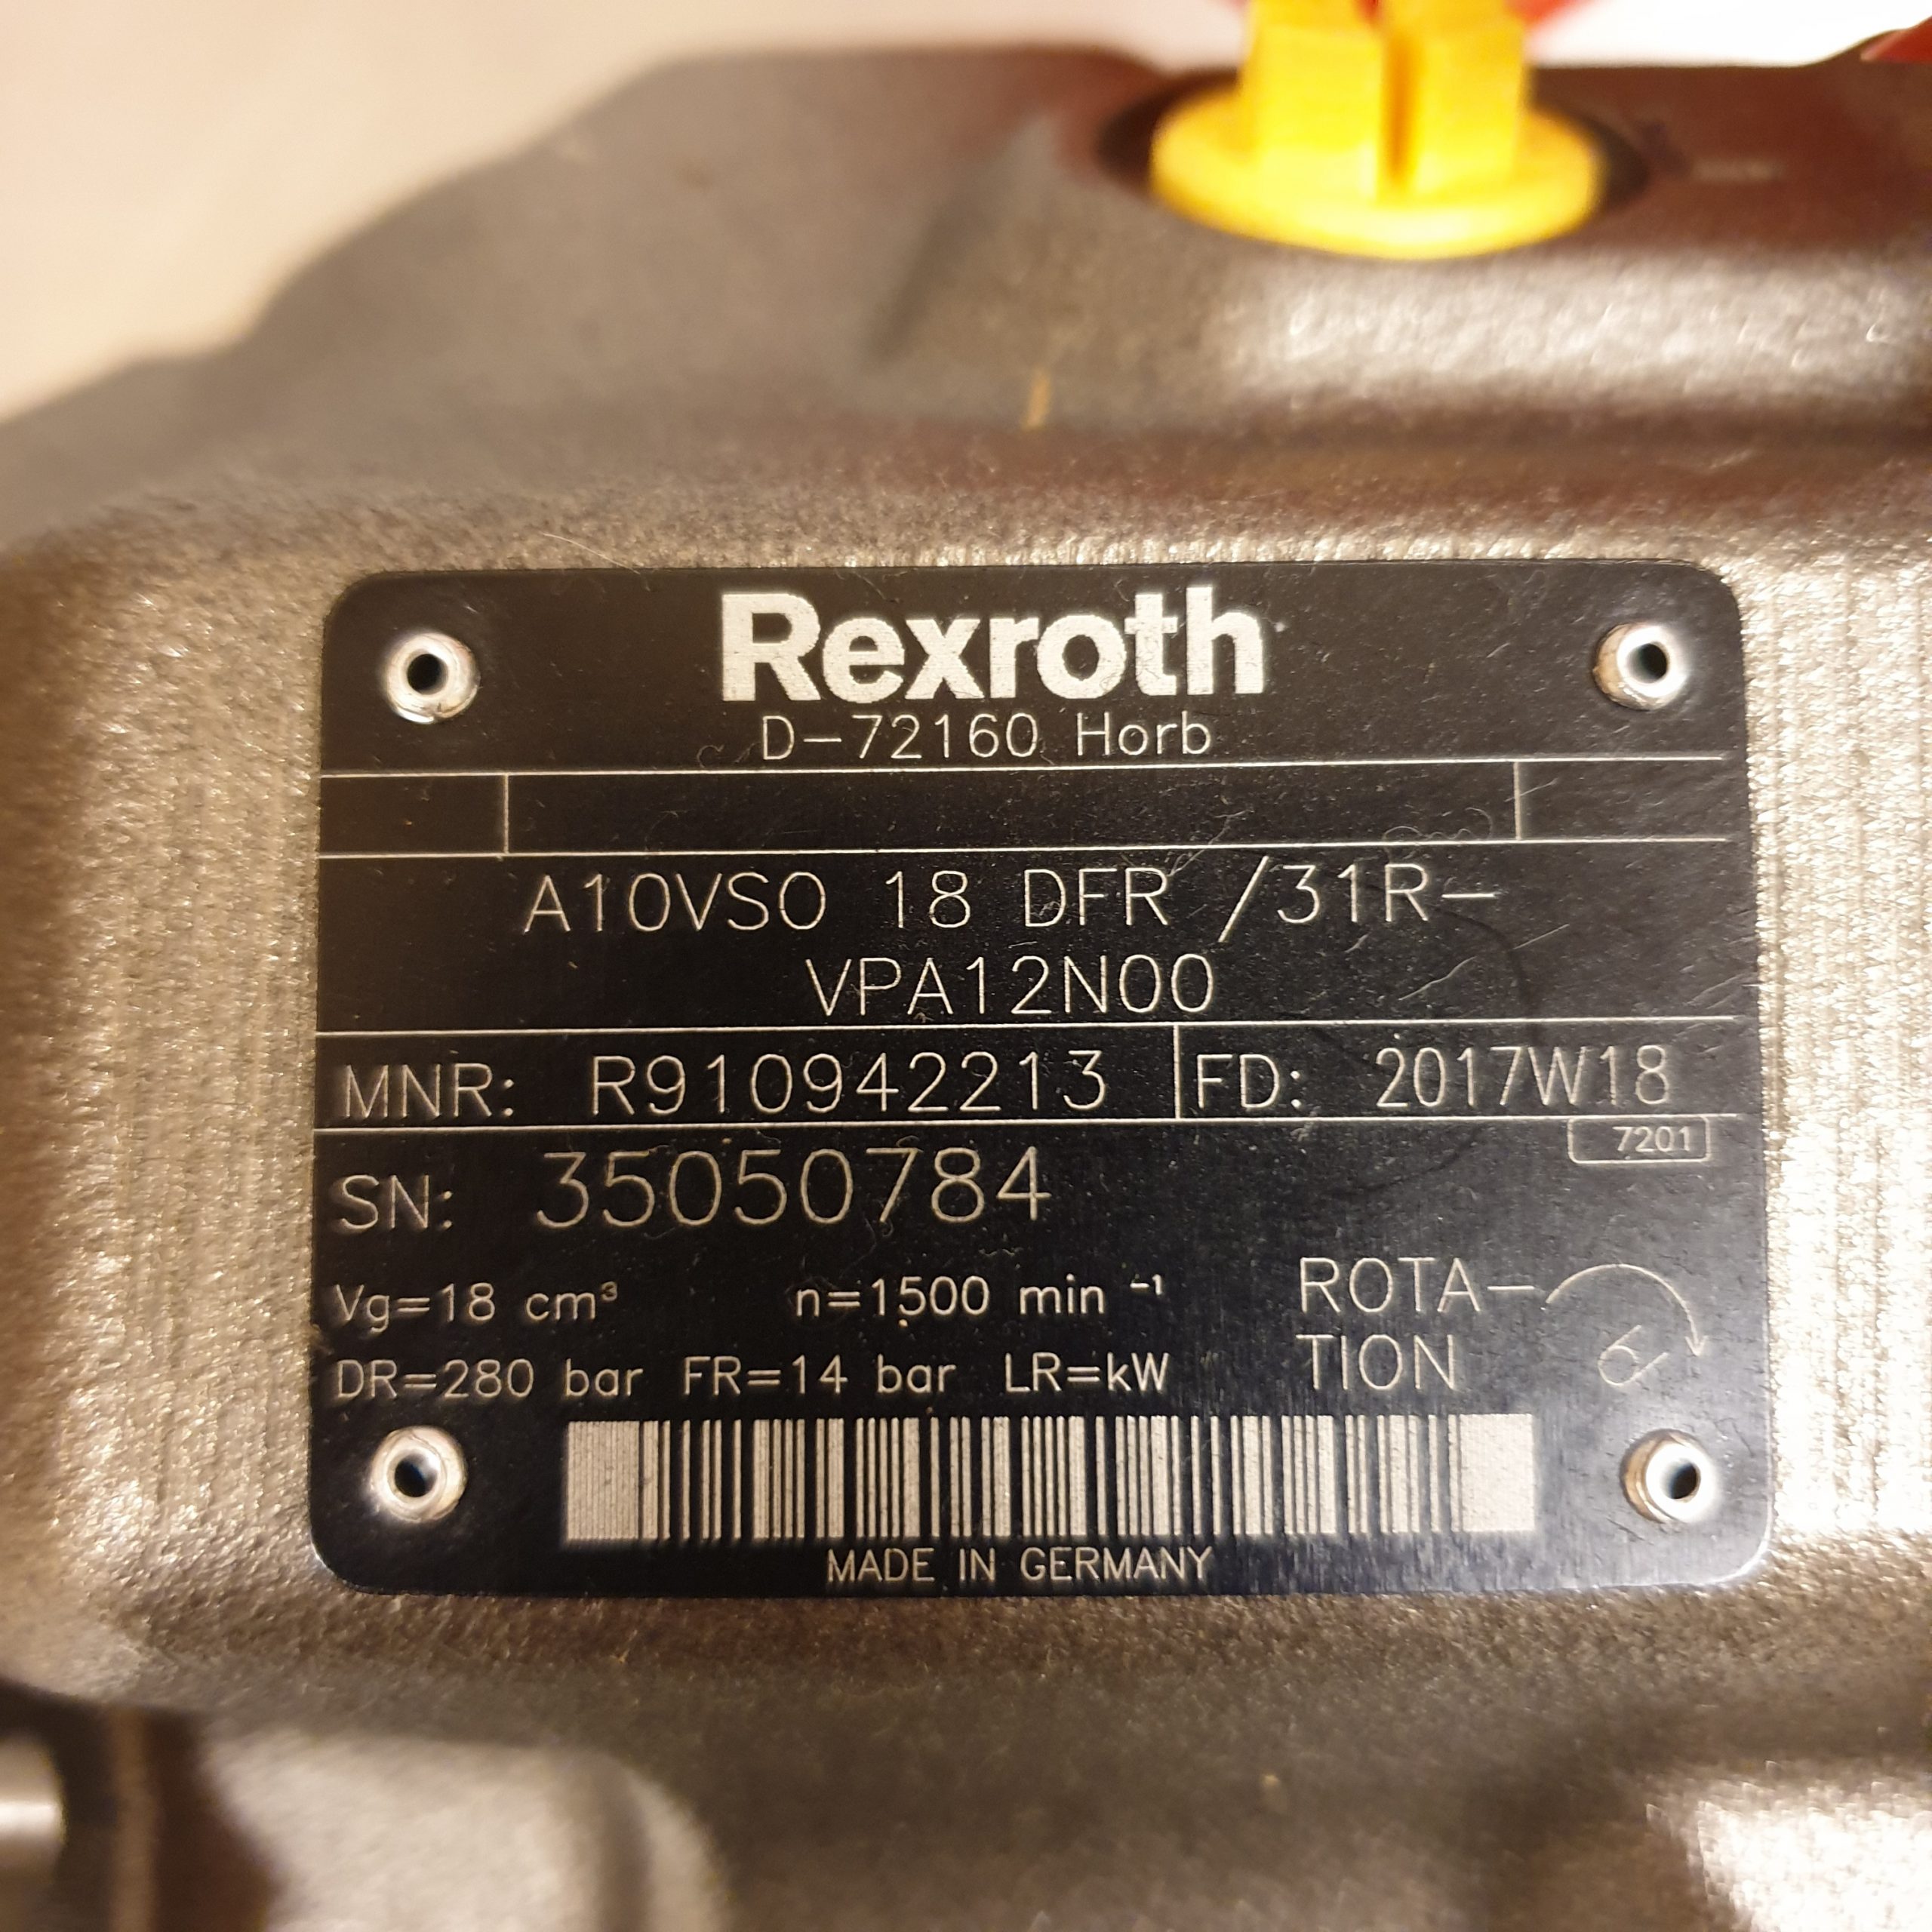 Rexroth
D-72160 Horb
A10VSO 18 DFR /31R-
VPA12N00
MNR: R910942213 FD: 2017W18
7201
SN: 35050784
Vg=18 cm³ n=1500 min ⁻¹
ROTA-
TION
DR=280 bar FR=14 bar LR=kW
MADE IN GERMANY